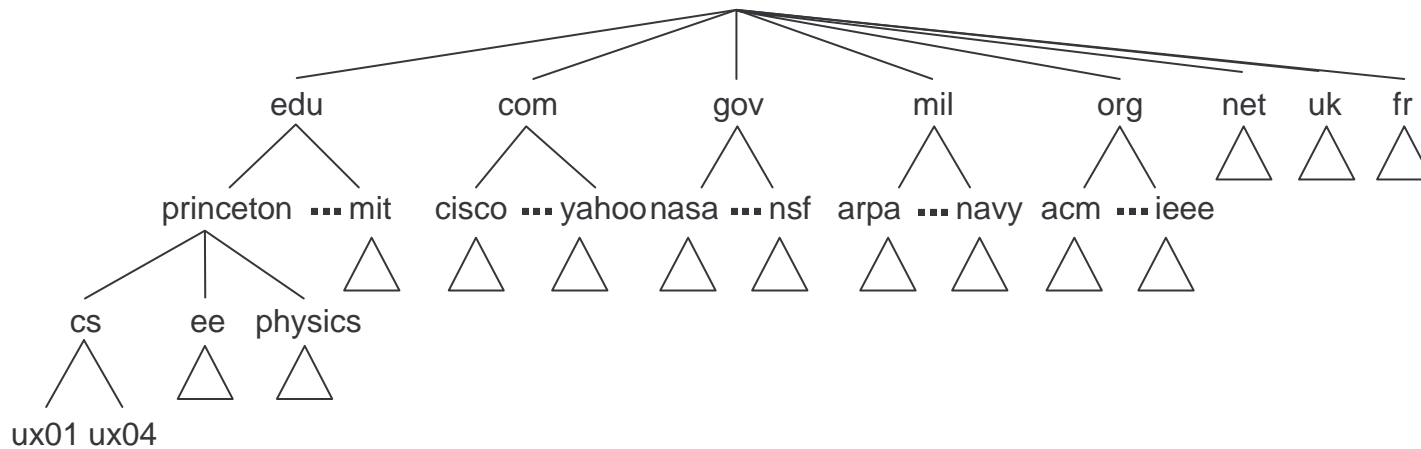 edu com gov mil org net uk fr
princeton ... mit cisco ... yahoo nasa ... nsf arpa ... navy acm ... ieee
cs ee physics
ux01 ux04